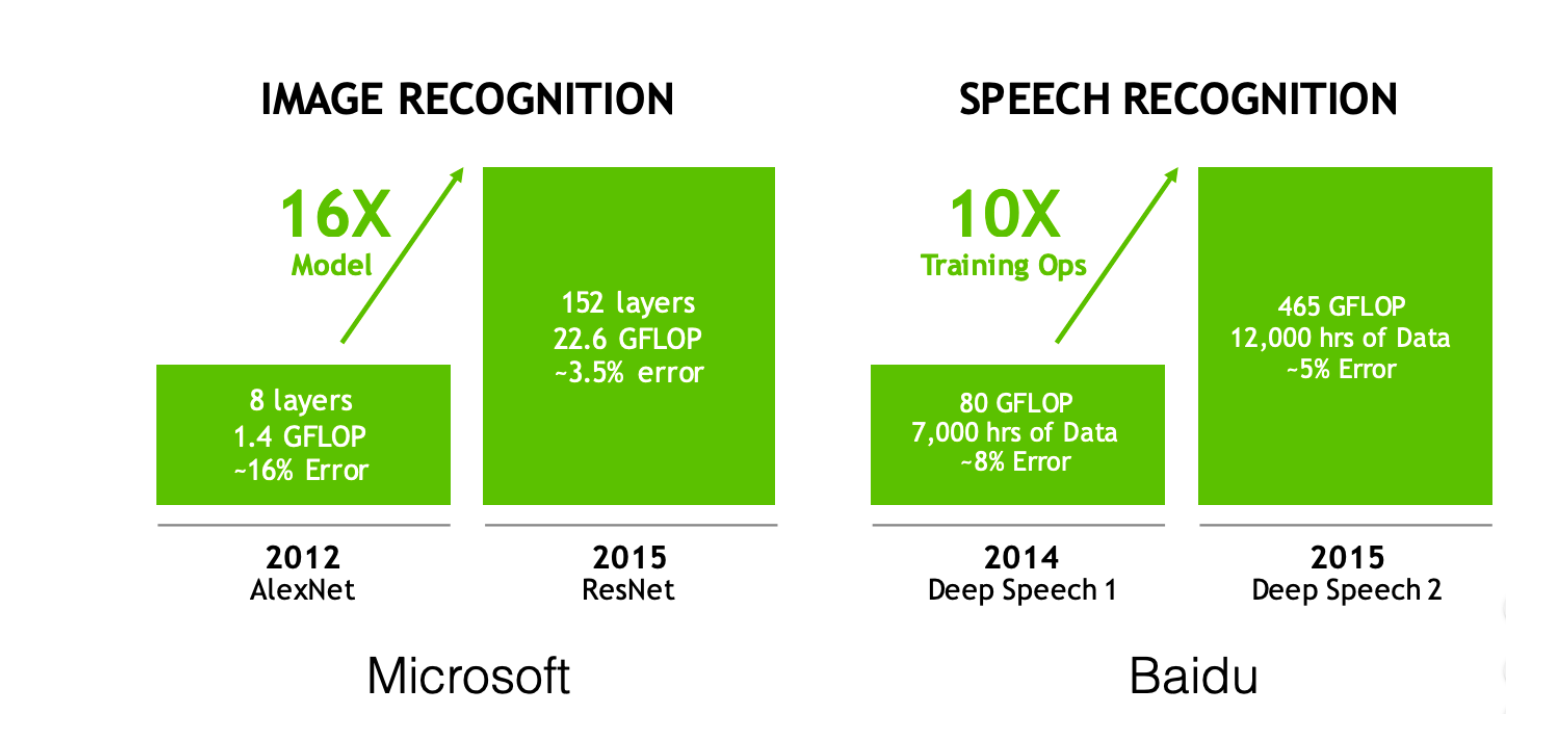 IMAGE RECOGNITION
16X
Model
8 layers
1.4 GFLOP
~16% Error
152 layers
22.6 GFLOP
~3.5% error
2012
AlexNet
2015
ResNet
Microsoft
SPEECH RECOGNITION
10X
Training Ops
80 GFLOP
7,000 hrs of Data
~8% Error
465 GFLOP
12,000 hrs of Data
~5% Error
2014
Deep Speech 1
2015
Deep Speech 2
Baidu